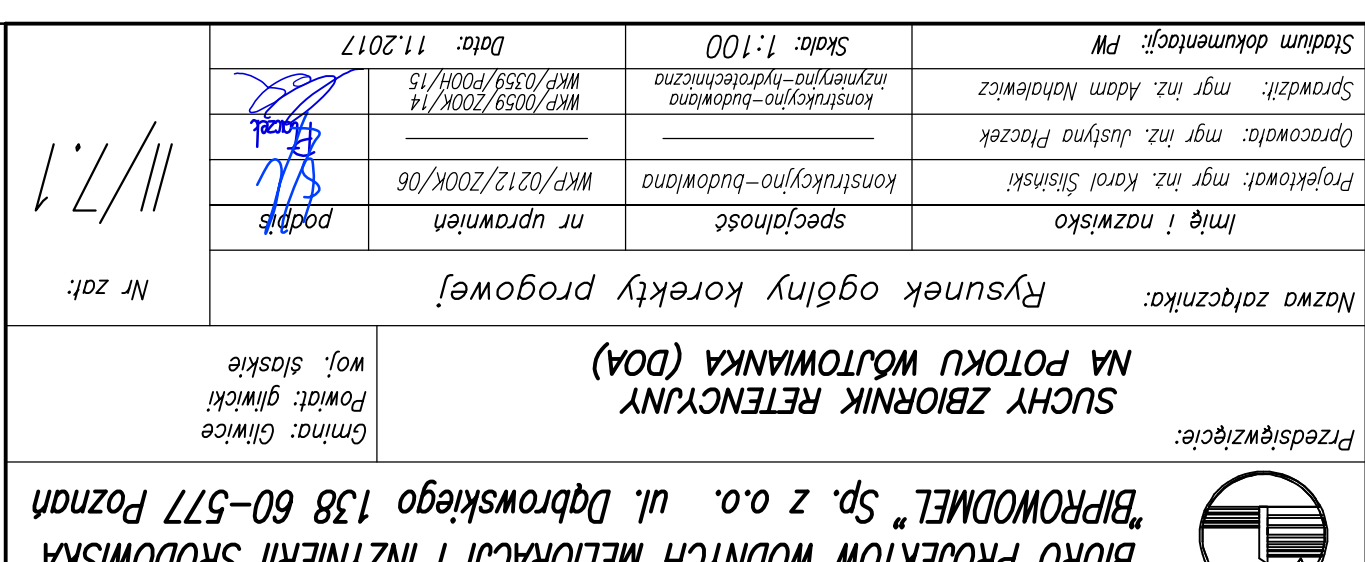 BIURO PROJEKTÓW WODNYCH MELIORACJI I INŻYNIERII ŚRODOWISKA
"BIPROWODMEL" Sp. z o.o. ul. Dąbrowskiego 138 60-577 Poznań
Przedsięwzięcie:
SUCHY ZBIORNIK RETENCYJNY
NA POTOKU WÓJTOWIANKA (DOA)
Gmina: Gliwice
Powiat: gliwicki
woj. śląskie
Nazwa załącznika: Rysunek ogólny korekty progowej
Nr zał:
II/7.1
Imię i nazwisko specjalność nr uprawnień podpis
Projektował: mgr inż. Karol Ślisiński konstrukcyjno-budowlana WKP/0212/ZOOK/06
Opracowała: mgr inż. Justyna Płaczek
Sprawdził: mgr inż. Adam Nahalewicz konstrukcyjno-budowlana WKP/0059/ZOOK/14
inżynieryjna-hydrotechniczna WKP/0359/POOH/15
Stadium dokumentacji: PW Skala: 1:100 Data: 11.2017